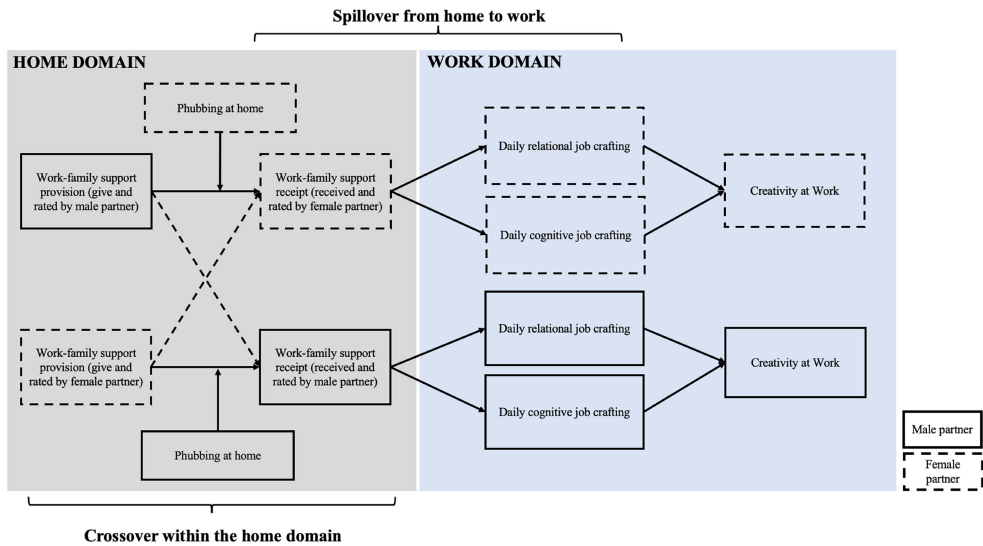 Spillover from home to work
HOME DOMAIN
WORK DOMAIN
Phubbing at home
Work-family support
provision (give and
rated by male partner)
Work-family support
receipt (received and
rated by female partner)
Daily relational job crafting
Daily cognitive job crafting
Creativity at Work
Work-family support
provision (give and
rated by female partner)
Work-family support
receipt (received and
rated by male partner)
Daily relational job crafting
Daily cognitive job crafting
Creativity at Work
Phubbing at home
Male partner
Female
partner
Crossover within the home domain